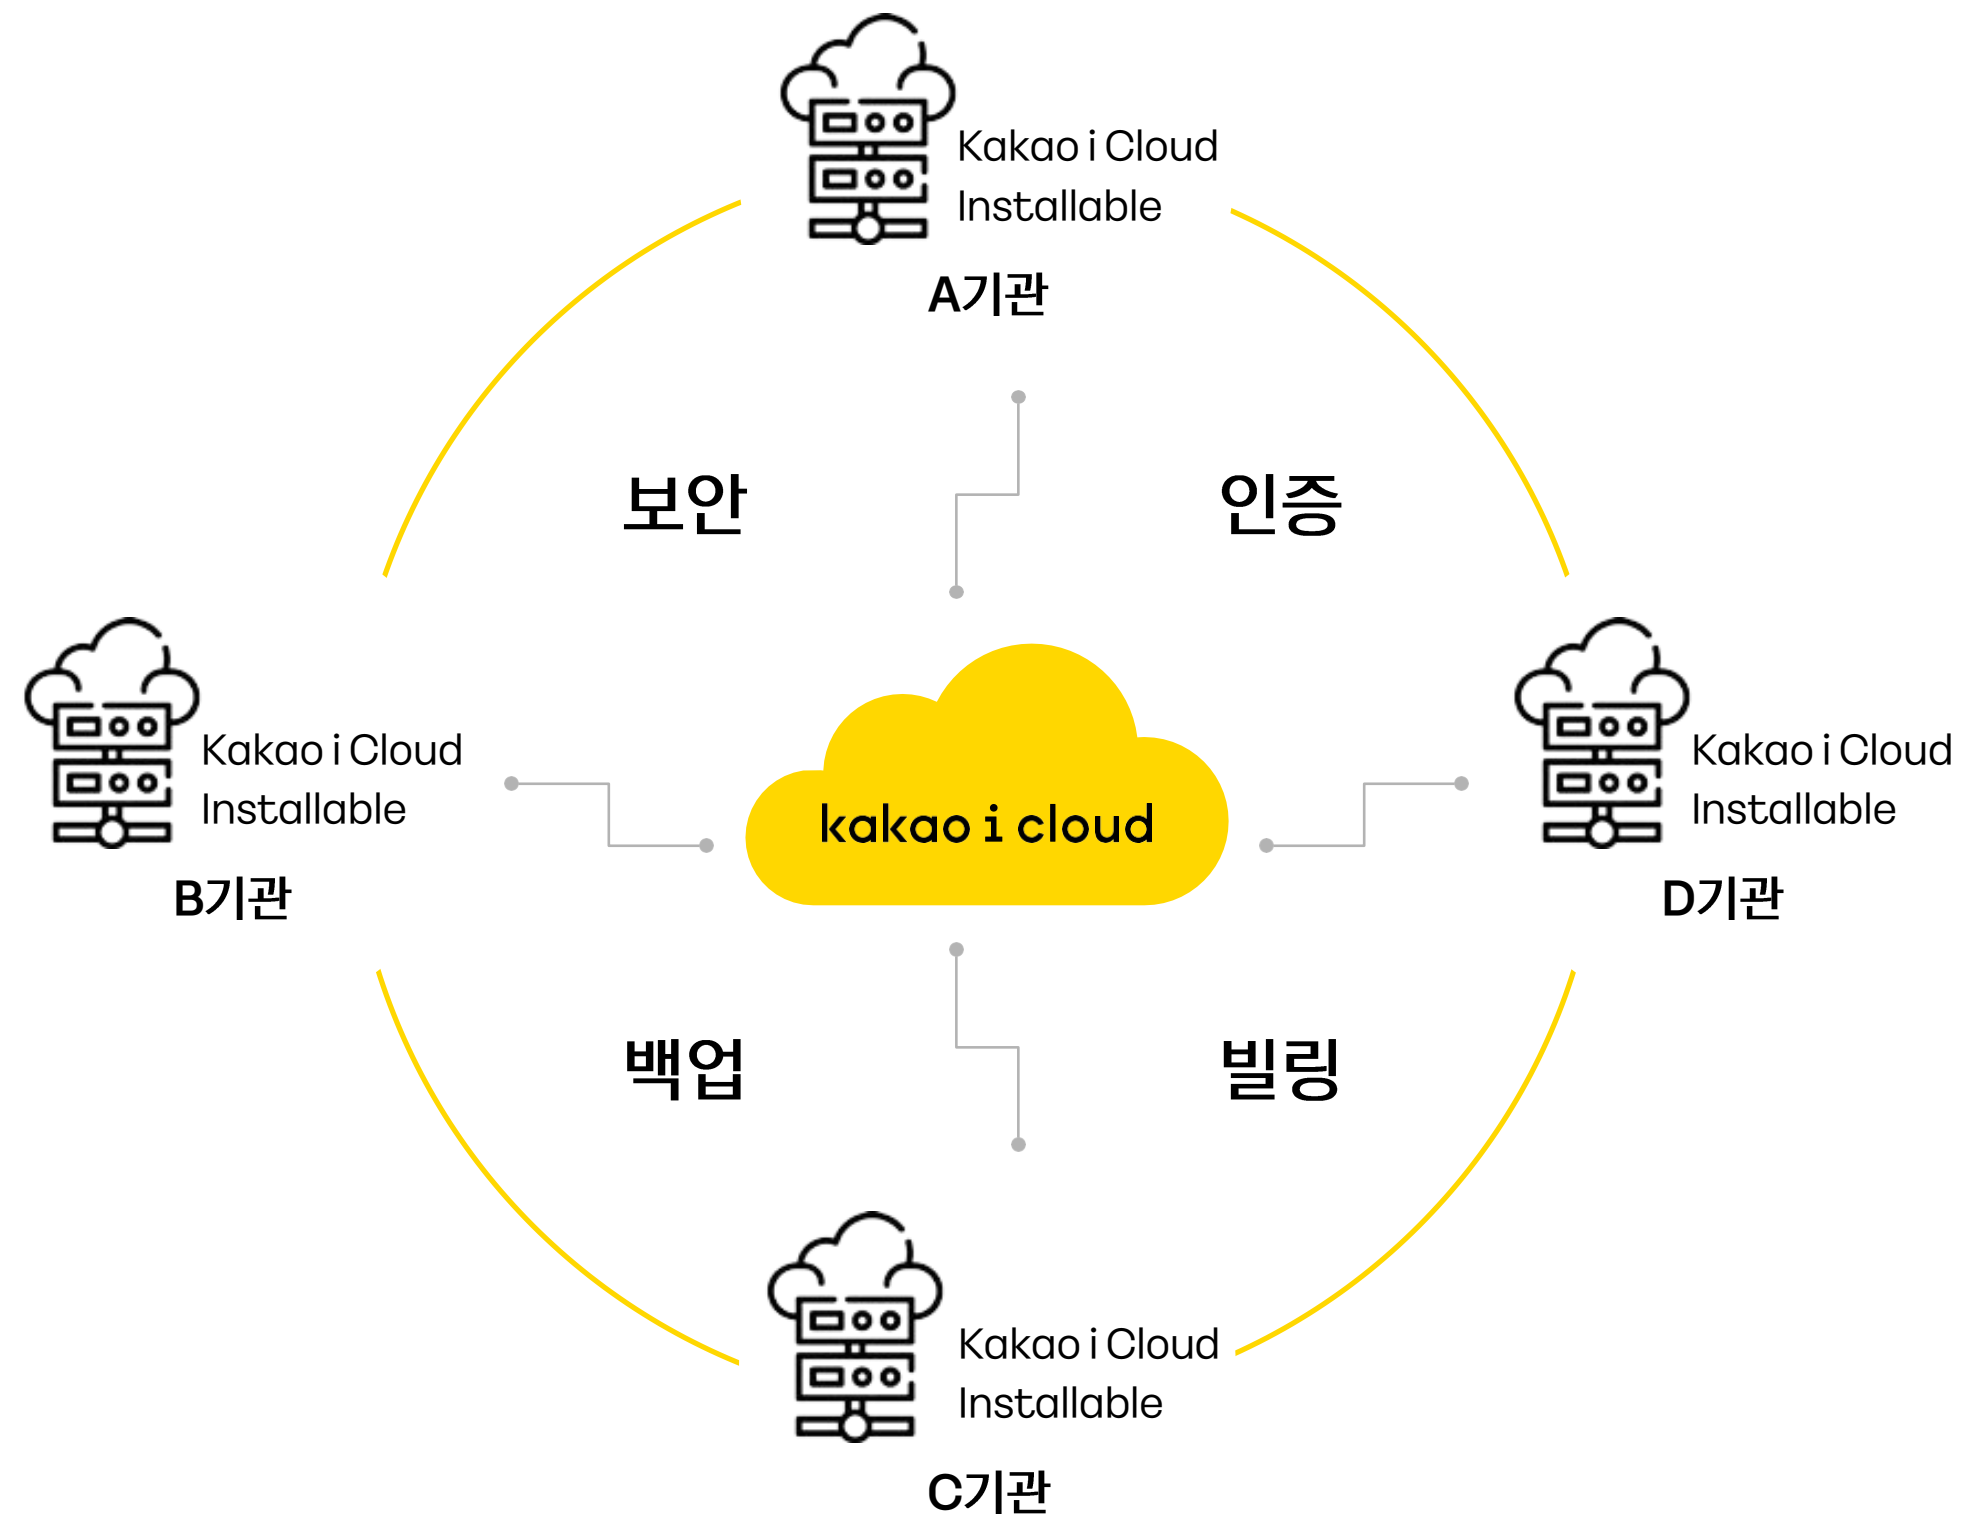 Kakao i Cloud
Installable
A기관
보안
인증
Kakao i Cloud
Installable
B기관
kakao i cloud
Kakao i Cloud
Installable
D기관
백업
빌링
Kakao i Cloud
Installable
C기관